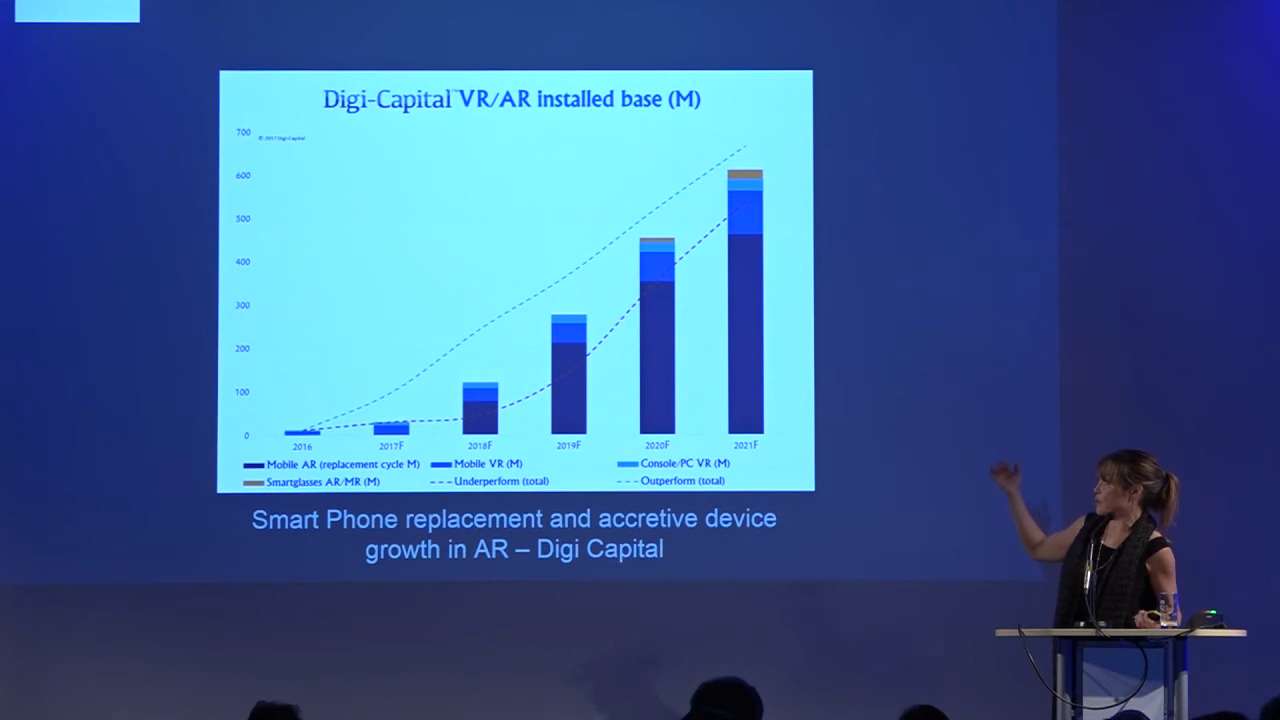 Digi-Capital™ VR/AR installed base (M)
700
© 2017 Digi-Capital
600
500
400
300
200
100
0
2016 2017F 2018F 2019F 2020F 2021F
Mobile AR (replacement cycle M) Mobile VR (M) Console/PC VR (M)
Smartglasses AR/MR (M) Underperform (total) Outperform (total)
Smart Phone replacement and accretive device
growth in AR – Digi Capital